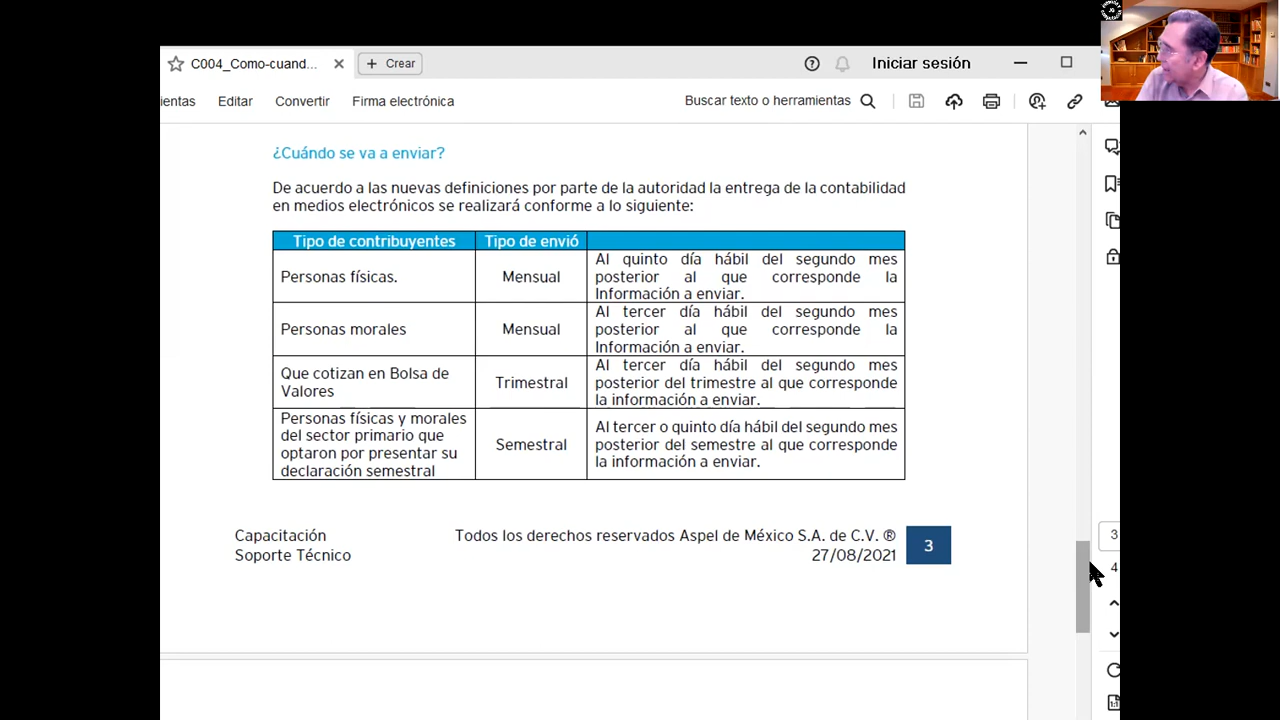 C004_Como-cuand...
Crear
Iniciar sesión
ientas
Editar
Convertir
Firma electrónica
Buscar texto o herramientas
¿Cuándo se va a enviar?
De acuerdo a las nuevas definiciones por parte de la autoridad la entrega de la contabilidad
en medios electrónicos se realizará conforme a lo siguiente:
Tipo de contribuyentes
Tipo de envió
Personas físicas.
Mensual
Al quinto día hábil del segundo mes
posterior al que corresponde la
Información a enviar.
Personas morales
Mensual
Al tercer día hábil del segundo mes
posterior al que corresponde la
Información a enviar.
Que cotizan en Bolsa de
Valores
Trimestral
Al tercer día hábil del segundo mes
posterior del trimestre al que corresponde
la información a enviar.
Personas físicas y morales
del sector primario que
optaron por presentar su
declaración semestral
Semestral
Al tercer o quinto día hábil del segundo mes
posterior del semestre al que corresponde
la información a enviar.
Capacitación
Soporte Técnico
Todos los derechos reservados Aspel de México S.A. de C.V. ®
27/08/2021
3
3
4